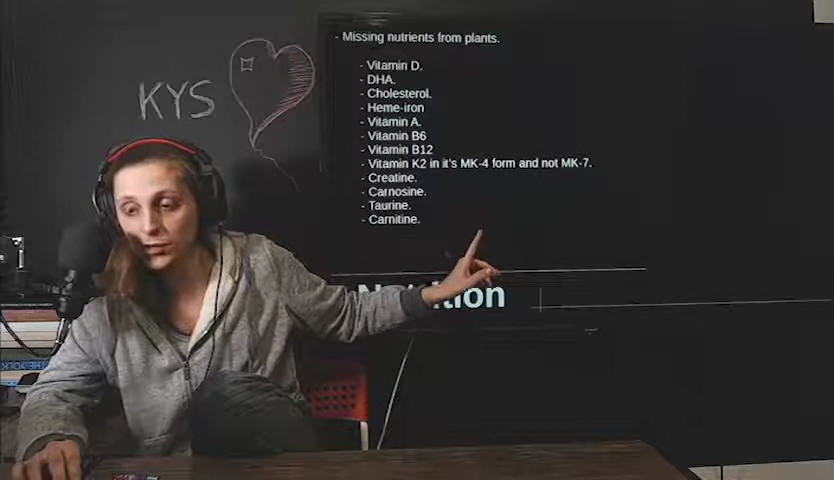 - Missing nutrients from plants.
- Vitamin D.
- DHA.
- Cholesterol.
- Heme-iron
- Vitamin A.
- Vitamin B6
- Vitamin B12
- Vitamin K2 in it's MK-4 form and not MK-7.
- Creatine.
- Carnosine.
- Taurine.
- Carnitine.
KYS